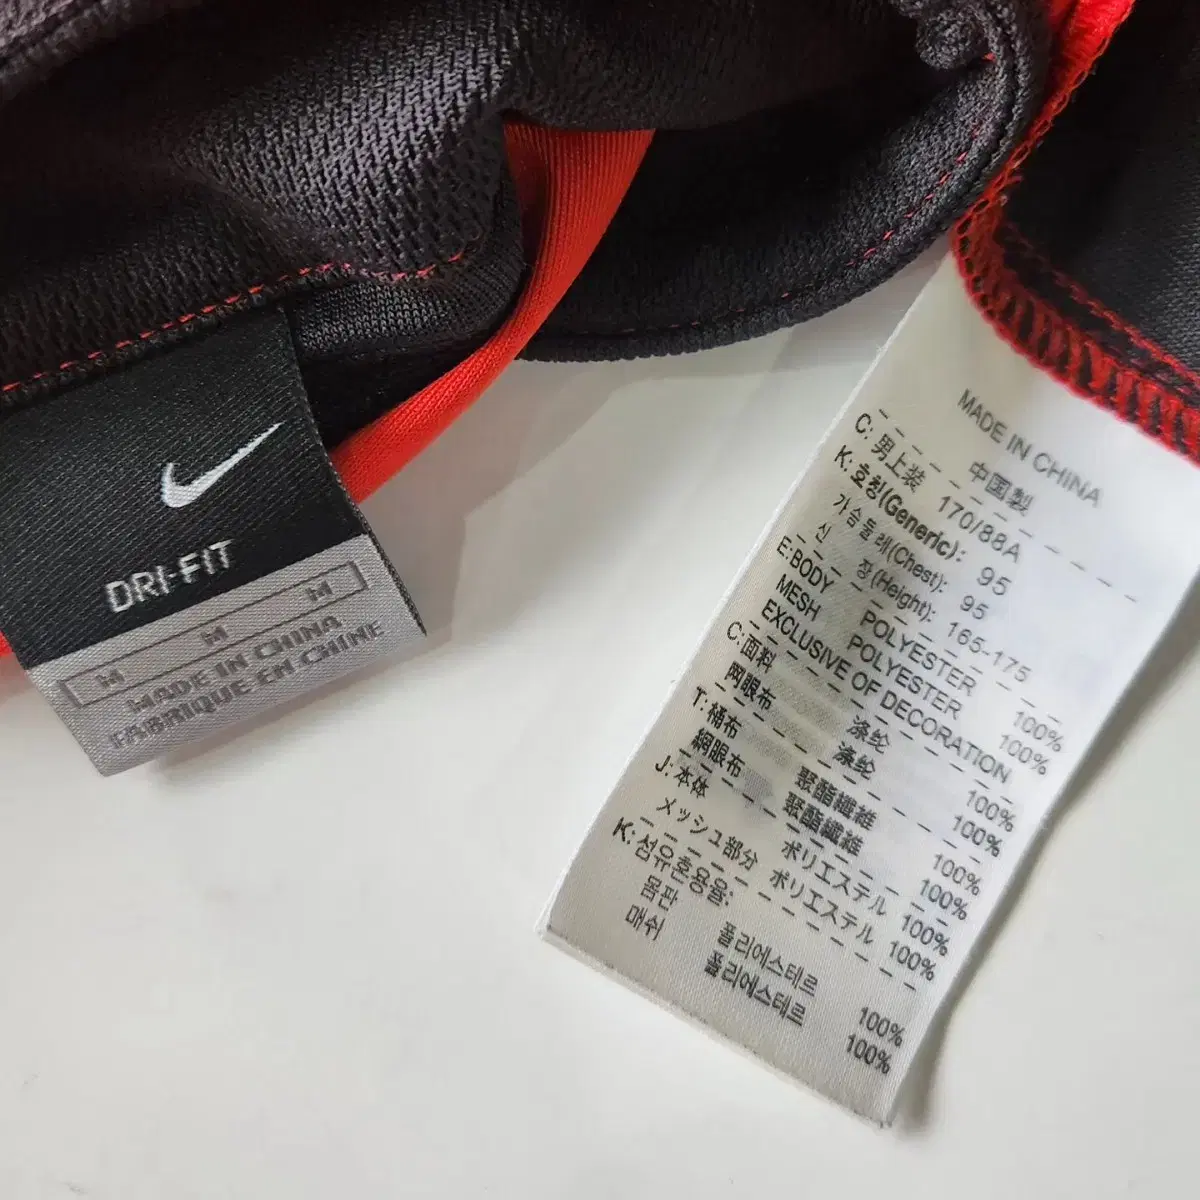 DRI-FIT
M M M
MADE IN CHINA
FABRIQUE EN CHINE
MADE IN CHINA
中国製
C: 男上装 170/88A
K: 호칭(Generic): 95
가슴둘레(Chest): 95
신 장(Height): 165-175
E: BODY POLYESTER 100%
MESH POLYESTER 100%
EXCLUSIVE OF DECORATION
C: 面料 涤纶 100%
网眼布 涤纶 100%
T: 桶布 聚酯纖維 100%
網眼布 聚酯纖維 100%
J: 本体 ポリエステル 100%
メッシュ部分 ポリエステル 100%
K: 섬유혼용율:
몸판 폴리에스테르 100%
매쉬 폴리에스테르 100%